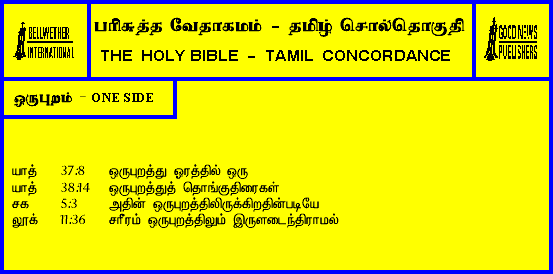 BELLWETHER
INTERNATIONAL
பரிசுத்த வேதாகமம் - தமிழ் சொல்தொகுதி
THE HOLY BIBLE - TAMIL CONCORDANCE
GOOD NEWS
PUBLISHERS
ஒருபுறம் - ONE SIDE
யாத் 37:8 ஒருபுறத்து ஓரத்தில் ஒரு
யாத் 38:14 ஒருபுறத்துத் தொங்குதிரைகள்
சக 5:3 அதின் ஒருபுறத்திலிருக்கிறதின்படியே
லூக் 11:36 சரீரம் ஒருபுறத்திலும் இருளடைந்திராமல்